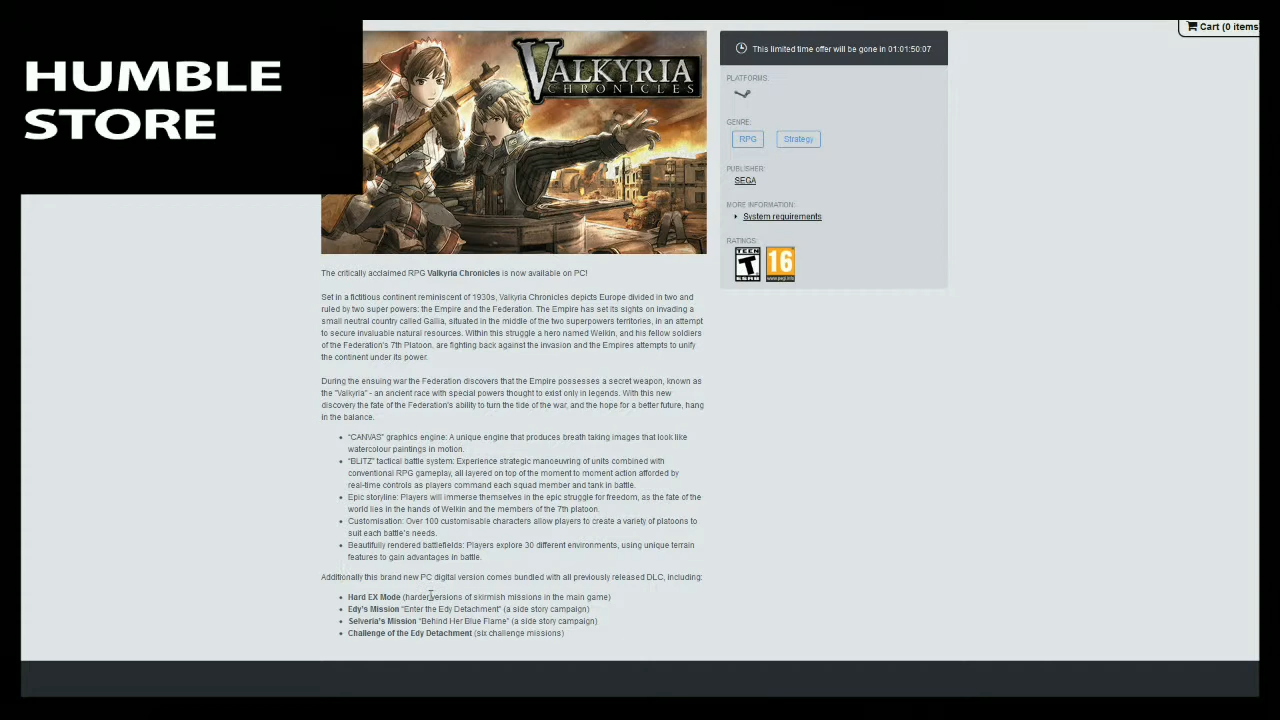 HUMBLE
STORE
VALKYRIA
CHRONICLES
Cart (0 items
This limited time offer will be gone in 01:01:50:07
PLATFORMS:
GENRE:
RPG
Strategy
PUBLISHER:
SEGA
MORE INFORMATION:
System requirements
RATINGS:
TEEN
T
ESRB
16
www.pegi.info
The critically acclaimed RPG Valkyria Chronicles is now available on PC!
Set in a fictitious continent reminiscent of 1930s, Valkyria Chronicles depicts Europe divided in two and
ruled by two super powers: the Empire and the Federation. The Empire has set its sights on invading a
small neutral country called Gallia, situated in the middle of the two superpowers territories, in an attempt
to secure invaluable natural resources. Within this struggle a hero named Welkin, and his fellow soldiers
of the Federation's 7th Platoon, are fighting back against the invasion and the Empires attempts to unify
the continent under its power.
During the ensuing war the Federation discovers that the Empire possesses a secret weapon, known as
the "Valkyria" - an ancient race with special powers thought to exist only in legends. With this new
discovery the fate of the Federation's ability to turn the tide of the war, and the hope for a better future, hang
in the balance.
"CANVAS" graphics engine: A unique engine that produces breath taking images that look like
watercolour paintings in motion.
"BLITZ" tactical battle system: Experience strategic manoeuvring of units combined with
conventional RPG gameplay, all layered on top of the moment to moment action afforded by
real-time controls as players command each squad member and tank in battle.
Epic storyline: Players will immerse themselves in the epic struggle for freedom, as the fate of the
world lies in the hands of Welkin and the members of the 7th platoon.
Customisation: Over 100 customisable characters allow players to create a variety of platoons to
suit each battle's needs.
Beautifully rendered battlefields: Players explore 30 different environments, using unique terrain
features to gain advantages in battle.
Additionally this brand new PC digital version comes bundled with all previously released DLC, including:
Hard EX Mode (harder versions of skirmish missions in the main game)
Edy's Mission "Enter the Edy Detachment" (a side story campaign)
Selveria's Mission "Behind Her Blue Flame" (a side story campaign)
Challenge of the Edy Detachment (six challenge missions)